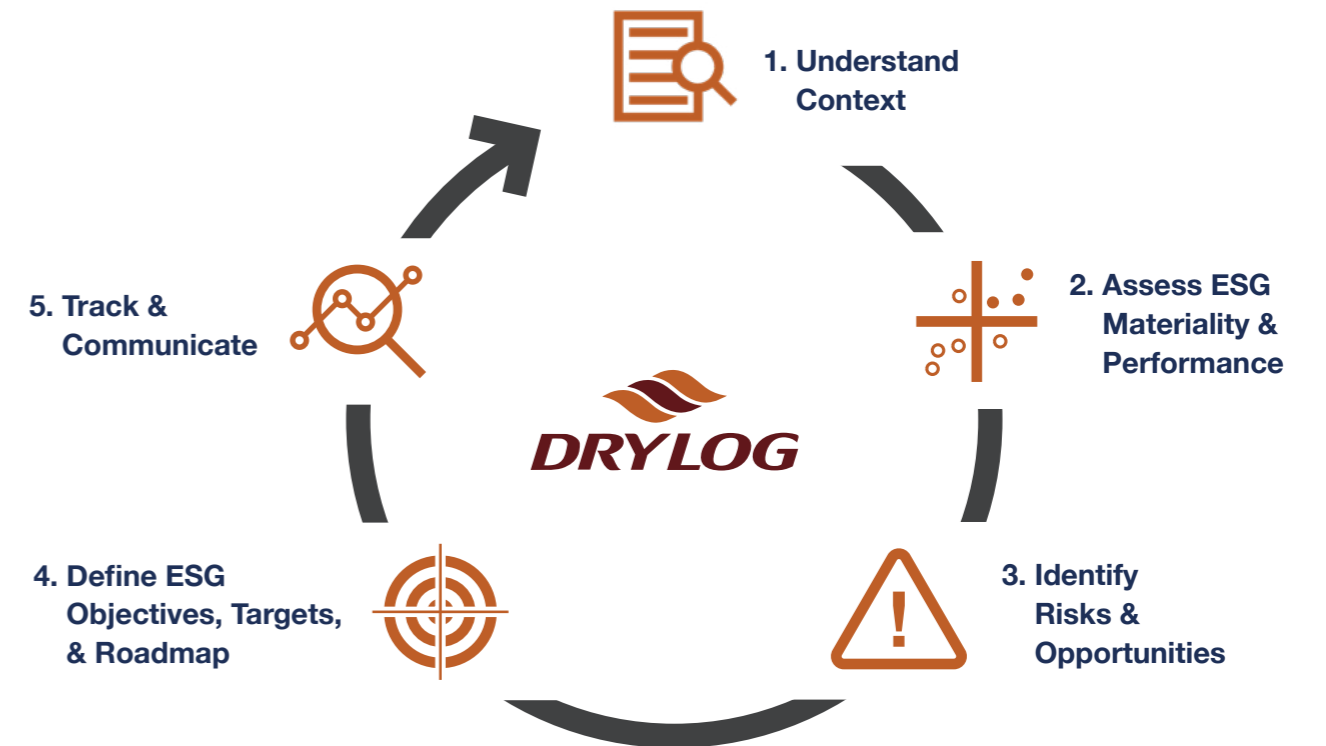 1. Understand
Context
2. Assess ESG
Materiality &
Performance
3. Identify
Risks &
Opportunities
4. Define ESG
Objectives, Targets,
& Roadmap
5. Track &
Communicate
DRYLOG